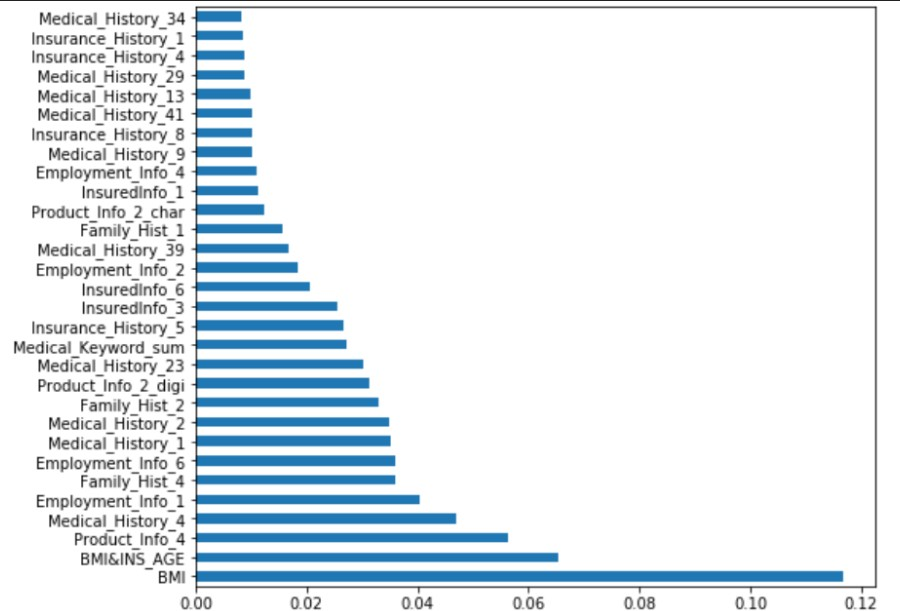 Medical_History_34
Insurance_History_1
Insurance_History_4
Medical_History_29
Medical_History_13
Medical_History_41
Insurance_History_8
Medical_History_9
Employment_Info_4
InsuredInfo_1
Product_Info_2_char
Family_Hist_1
Medical_History_39
Employment_Info_2
InsuredInfo_6
InsuredInfo_3
Insurance_History_5
Medical_Keyword_sum
Medical_History_23
Product_Info_2_digi
Family_Hist_2
Medical_History_2
Medical_History_1
Employment_Info_6
Family_Hist_4
Employment_Info_1
Medical_History_4
Product_Info_4
BMI&INS_AGE
BMI
0.00 0.02 0.04 0.06 0.08 0.10 0.12